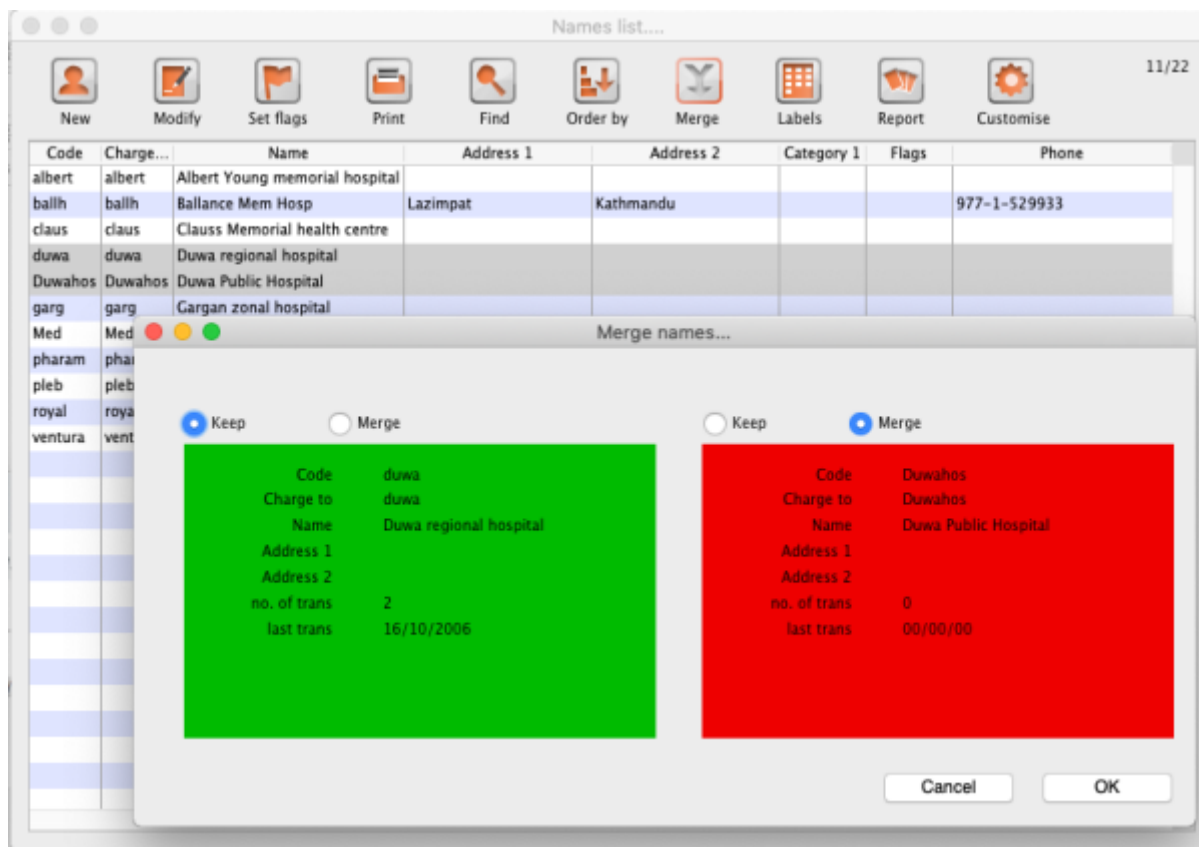 Names list....
New Modify Set flags Print Find Order by Merge Labels Report Customise 11/22
Code Charge... Name Address 1 Address 2 Category 1 Flags Phone
albert albert Albert Young memorial hospital
ballh ballh Ballance Mem Hosp Lazimpat Kathmandu 977-1-529933
claus claus Clauss Memorial health centre
duwa duwa Duwa regional hospital
Duwahos Duwahos Duwa Public Hospital
garg garg Gargan zonal hospital
Med Med
pharam phar
pleb pleb
royal roya
ventura vent
Merge names...
Keep Merge
Code duwa
Charge to duwa
Name Duwa regional hospital
Address 1
Address 2
no. of trans 2
last trans 16/10/2006
Keep Merge
Code Duwahos
Charge to Duwahos
Name Duwa Public Hospital
Address 1
Address 2
no. of trans 0
last trans 00/00/00
Cancel OK